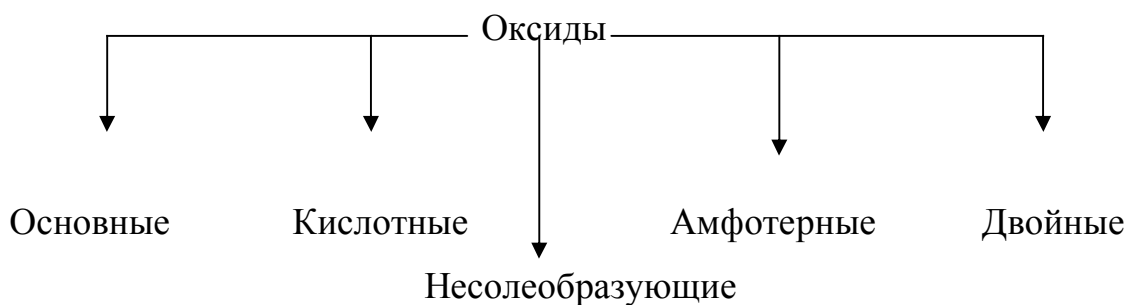 Оксиды
Основные Кислотные Амфотерные Двойные
Несолеобразующие